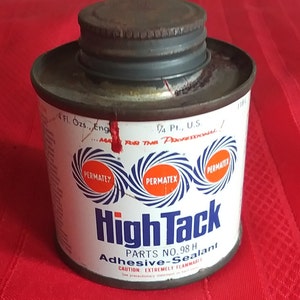 4 Fl. Ozs., Eng. ¼ Pt., U.S.
MADE FOR THE Professional!
PERMATEX PERMATEX PERMATEX
High Tack
PARTS NO. 98 H
Adhesive-Sealant
CAUTION: EXTREMELY FLAMMABLE